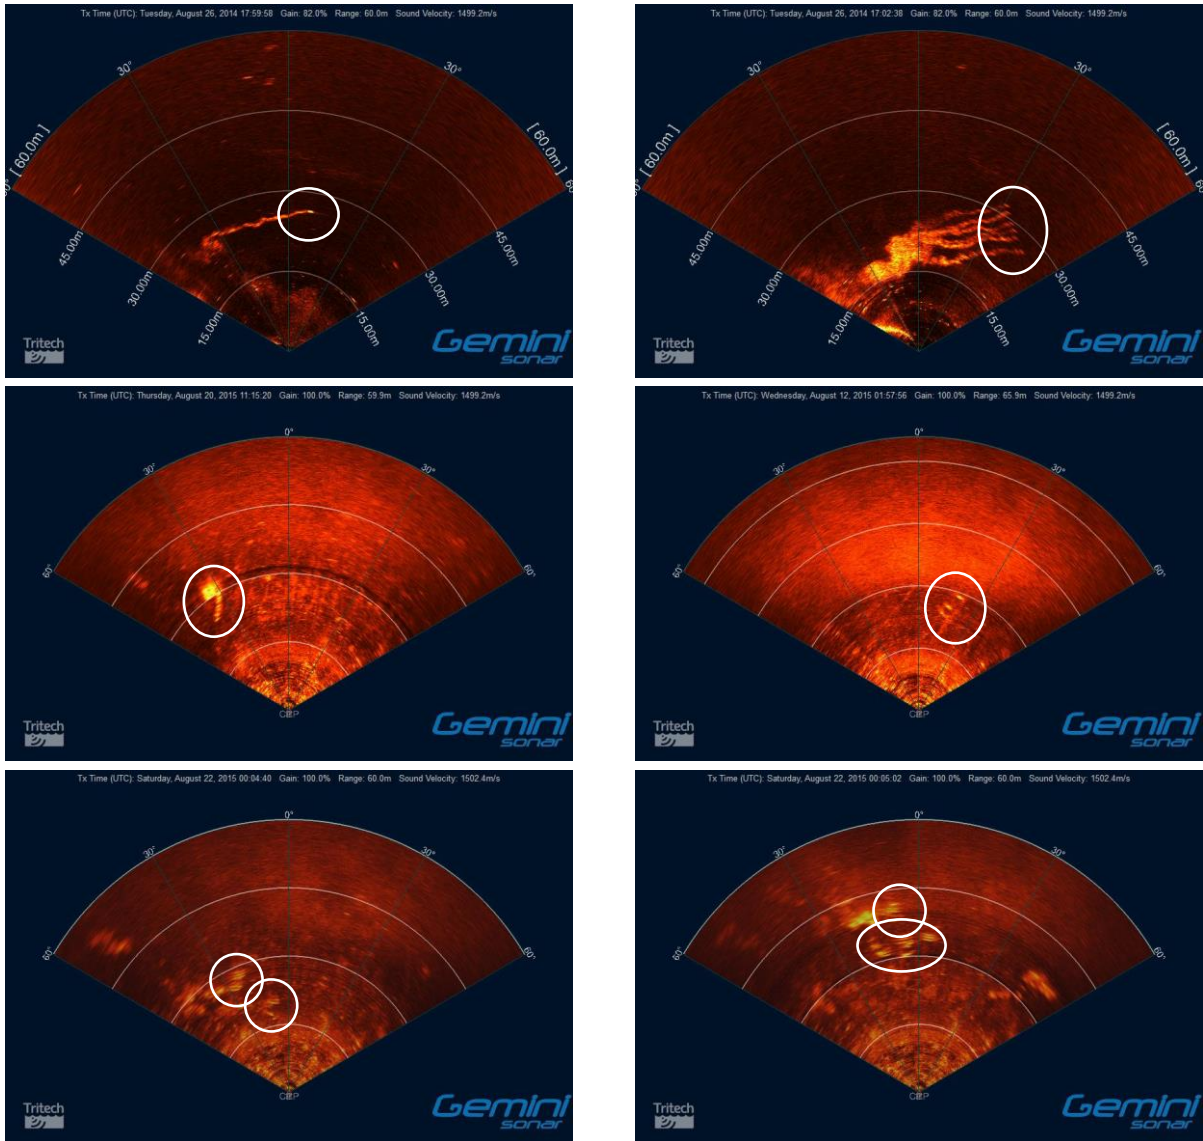 Tx Time (UTC): Tuesday, August 26, 2014 17:59:58 Gain: 82.0% Range: 60.0m Sound Velocity: 1499.2m/s
30°
30°
[ 60.0m ]
[ 60.0m ]
45.00m
45.00m
30.00m
30.00m
15.00m
15.00m
Tritech
Gemini
sonar
Tx Time (UTC): Tuesday, August 26, 2014 17:02:38 Gain: 82.0% Range: 60.0m Sound Velocity: 1499.2m/s
30°
30°
[ 60.0m ]
[ 60.0m ]
45.00m
45.00m
30.00m
30.00m
15.00m
15.00m
Tritech
Gemini
sonar
Tx Time (UTC): Thursday, August 20, 2015 11:15:20 Gain: 100.0% Range: 59.9m Sound Velocity: 1499.2m/s
0°
30°
30°
60°
60°
Tritech
Gemini
sonar
Tx Time (UTC): Wednesday, August 12, 2015 01:57:56 Gain: 100.0% Range: 65.9m Sound Velocity: 1499.2m/s
0°
30°
30°
60°
60°
Tritech
Gemini
sonar
Tx Time (UTC): Saturday, August 22, 2015 00:04:40 Gain: 100.0% Range: 60.0m Sound Velocity: 1502.4m/s
0°
30°
30°
60°
60°
Tritech
Gemini
sonar
Tx Time (UTC): Saturday, August 22, 2015 00:05:02 Gain: 100.0% Range: 60.0m Sound Velocity: 1502.4m/s
0°
30°
30°
60°
60°
Tritech
Gemini
sonar